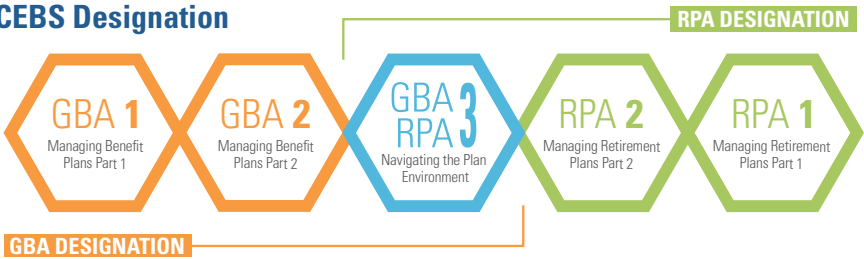 CEBS Designation
RPA DESIGNATION
GBA 1
Managing Benefit
Plans Part 1
GBA 2
Managing Benefit
Plans Part 2
GBA
RPA 3
Navigating the Plan
Environment
RPA 2
Managing Retirement
Plans Part 2
RPA 1
Managing Retirement
Plans Part 1
GBA DESIGNATION